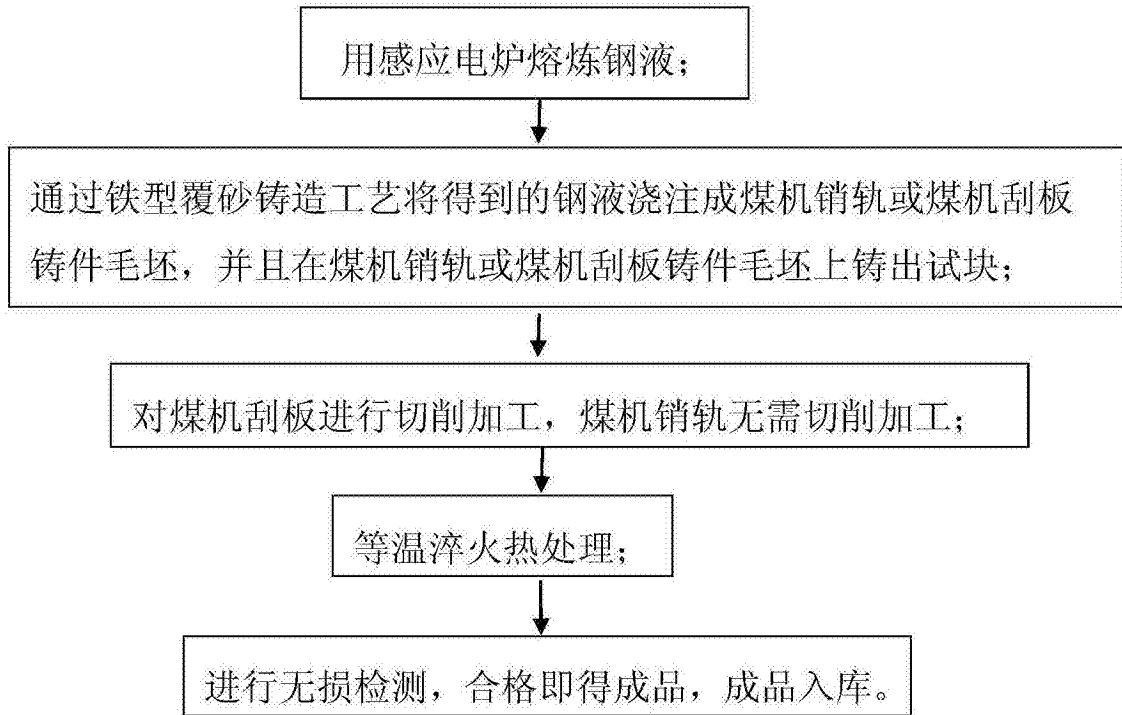 用感应电炉熔炼钢液；
通过铁型覆砂铸造工艺将得到的钢液浇注成煤机销轨或煤机刮板
铸件毛坯，并且在煤机销轨或煤机刮板铸件毛坯上铸出试块；
对煤机刮板进行切削加工，煤机销轨无需切削加工；
等温淬火热处理；
进行无损检测，合格即得成品，成品入库。